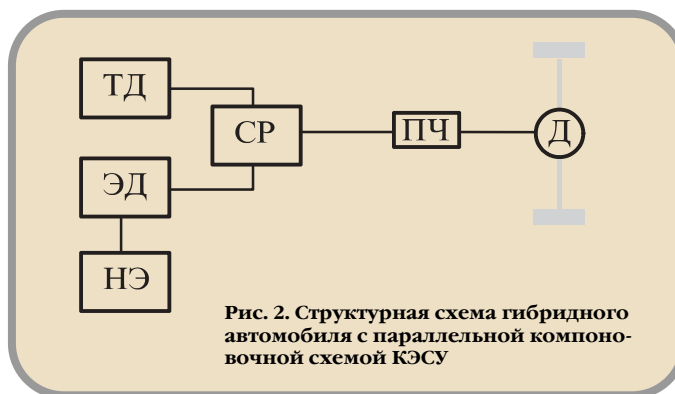 ТД
СР
ПЧ
Д
ЭД
НЭ
Рис. 2. Структурная схема гибридного
автомобиля с параллельной компоно-
вочной схемой КЭСУ